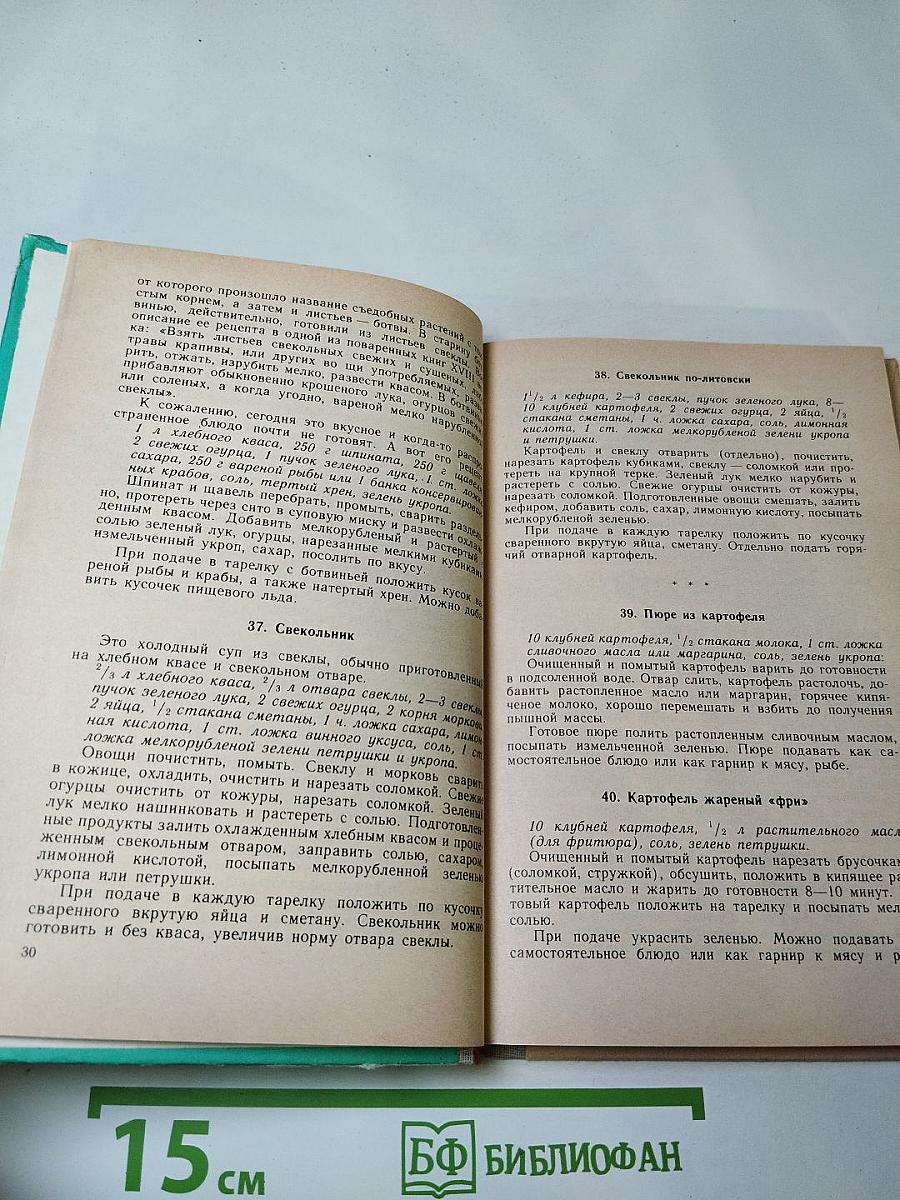 от которого произошло название съедобных растений с
стым корнем, а затем и листьев — ботвы. В старину
винью, действительно, готовили из листьев свеклы.
описание ее рецепта в одной из поваренных книг XVIII
ка: «Взять листьев свекольных свежих и сушеных,
травы крапивы, или других во щи употребляемых,
рить, отжать, изрубить мелко, развести квасом. В ботвинью
прибавляют обыкновенно крошеного лука, огурцов свежих
или соленых, а когда угодно, вареной мелко нарубленной
свеклы».
К сожалению, сегодня это вкусное и когда-то распро-
страненное блюдо почти не готовят. А вот его рецепт
1 л хлебного кваса, 250 г шпината, 250 г щавеля,
2 свежих огурца, 1 пучок зеленого лука, 1 ст. ложка
сахара, 250 г вареной рыбы или 1 банка консервирован-
ных крабов, соль, тертый хрен, зелень укропа.
Шпинат и щавель перебрать, промыть, сварить раздель-
но, протереть через сито в суповую миску и развести охлаж-
денным квасом. Добавить мелкорубленый и растертый с
солью зеленый лук, огурцы, нарезанные мелкими кубиками
измельченный укроп, сахар, посолить по вкусу.
При подаче в тарелку с ботвиньей положить кусок ва-
реной рыбы и крабы, а также натертый хрен. Можно доба-
вить кусочек пищевого льда.
37. Свекольник
Это холодный суп из свеклы, обычно приготовленный
на хлебном квасе и свекольном отваре.
2/3 л хлебного кваса, 2/3 л отвара свеклы, 2—3 свеклы
пучок зеленого лука, 2 свежих огурца, 2 корня моркови
2 яйца, 1/2 стакана сметаны, 1 ч. ложка сахара, лимон-
ная кислота, 1 ст. ложка винного уксуса, соль, 1 ст.
ложка мелкорубленой зелени петрушки и укропа.
Овощи почистить, помыть. Свеклу и морковь сварить
в кожице, охладить, очистить и нарезать соломкой. Свежие
огурцы очистить от кожуры, нарезать соломкой. Зеленый
лук мелко нашинковать и растереть с солью. Подготовлен-
ные продукты залить охлажденным хлебным квасом и проце-
женным свекольным отваром, заправить солью, сахаром,
лимонной кислотой, посыпать мелкорубленной зеленью
укропа или петрушки.
При подаче в каждую тарелку положить по кусочку
сваренного вкрутую яйца и сметану. Свекольник можно
готовить и без кваса, увеличив норму отвара свеклы.
30
38. Свекольник по-литовски
1 1/2 л кефира, 2—3 свеклы, пучок зеленого лука, 8—
10 клубней картофеля, 2 свежих огурца, 2 яйца, 1/3
стакана сметаны, 1 ч. ложка сахара, соль, лимонная
кислота, 1 ст. ложка мелкорубленой зелени укропа
и петрушки.
Картофель и свеклу отварить (отдельно), почистить,
нарезать картофель кубиками, свеклу — соломкой или про-
тереть на крупной терке. Зеленый лук мелко нарубить и
растереть с солью. Свежие огурцы очистить от кожуры,
нарезать соломкой. Подготовленные овощи смешать, залить
кефиром, добавить соль, сахар, лимонную кислоту, посыпать
мелкорубленой зеленью.
При подаче в каждую тарелку положить по кусочку
сваренного вкрутую яйца, сметану. Отдельно подать горя-
чий отварной картофель.
* * *
39. Пюре из картофеля
10 клубней картофеля, 1/2 стакана молока, 1 ст. ложка
сливочного масла или маргарина, соль, зелень укропа.
Очищенный и помытый картофель варить до готовности
в подсоленной воде. Отвар слить, картофель растолочь, до-
бавить растопленное масло или маргарин, горячее кипя-
ченое молоко, хорошо перемешать и взбить до получения
пышной массы.
Готовое пюре полить растопленным сливочным маслом,
посыпать измельченной зеленью. Пюре подавать как са-
мостоятельное блюдо или как гарнир к мясу, рыбе.
40. Картофель жареный «фри»
10 клубней картофеля, 1/2 л растительного масл
(для фритюра), соль, зелень петрушки.
Очищенный и помытый картофель нарезать брусочкам
(соломкой, стружкой), обсушить, положить в кипящее ра
тительное масло и жарить до готовности 8—10 минут.
товый картофель положить на тарелку и посыпать мел
солью.
При подаче украсить зеленью. Можно подавать
самостоятельное блюдо или как гарнир к мясу и р
15 см
БФ БИБЛИОФАН